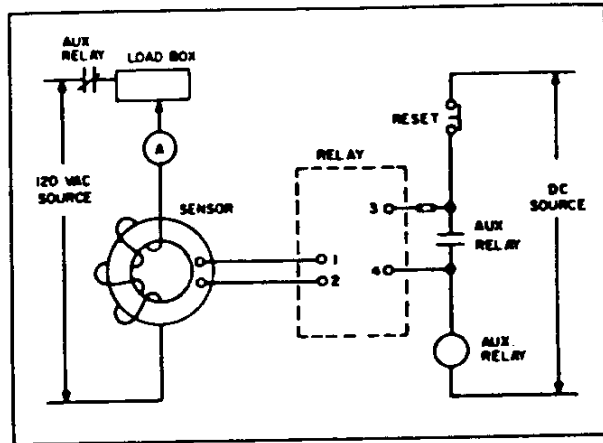 AUX
RELAY
LOAD BOX
A
120 VAC
SOURCE
SENSOR
RELAY
1
2
3
4
RESET
AUX
RELAY
DC
SOURCE
AUX.
RELAY